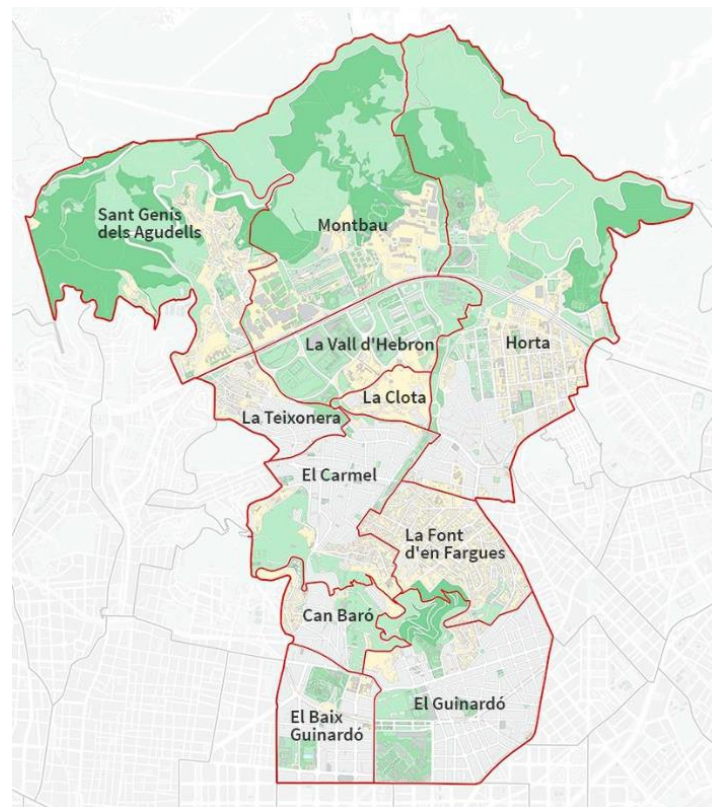 Sant Genís
dels Agudells
Montbau
La Vall d'Hebron
Horta
La Clota
La Teixonera
El Carmel
La Font
d'en Fargues
Can Baró
El Guinardó
El Baix
Guinardó